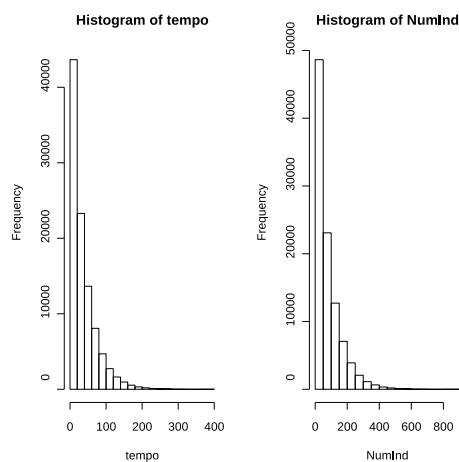 Histogram of tempo
Frequency
40000
30000
20000
10000
0
0 100 200 300 400
tempo
Histogram of NumInd
Frequency
50000
40000
30000
20000
10000
0
0 200 400 600 800
NumInd